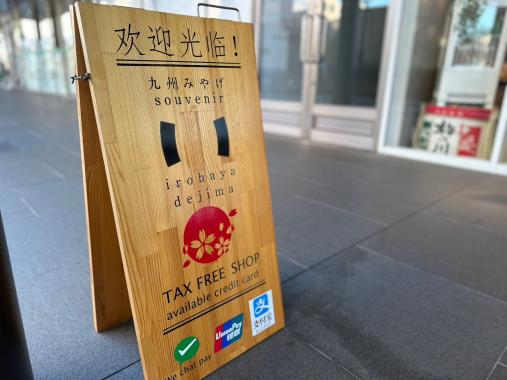 欢迎光临!
九州みやげ
souvenir
irohaya
dejima
TAX FREE SHOP
available credit card
We chat pay
UnionPay
银联
支付宝